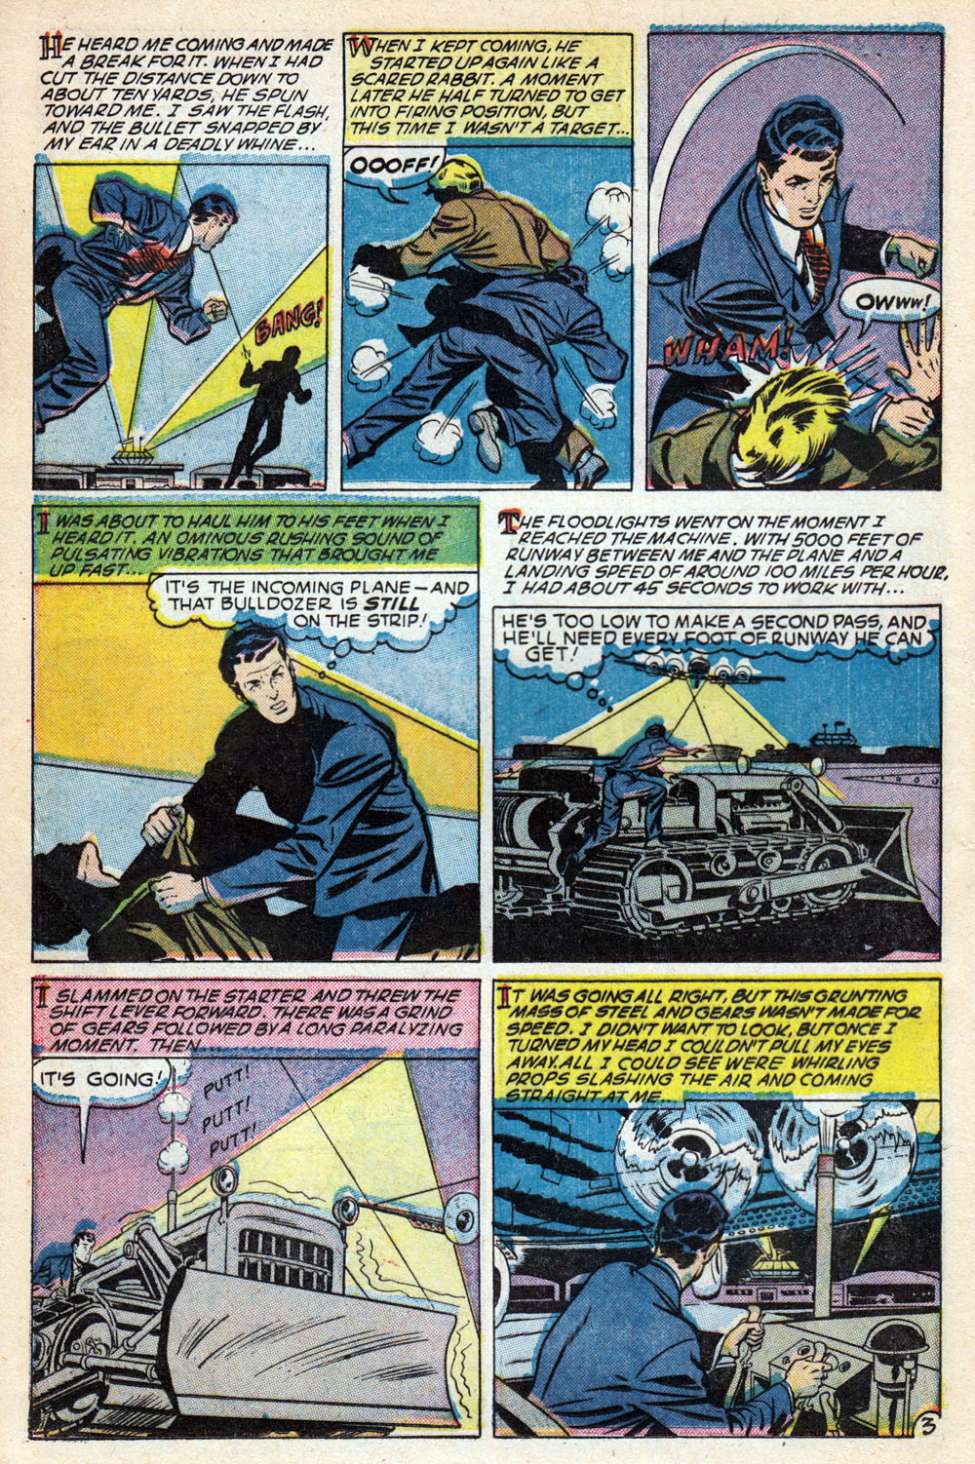 HE HEARD ME COMING AND MADE
A BREAK FOR IT. WHEN I HAD
CUT THE DISTANCE DOWN TO
ABOUT TEN YARDS, HE SPUN
TOWARD ME. I SAW THE FLASH,
AND THE BULLET SNAPPED BY
MY EAR IN A DEADLY WHINE...
BANG!
WHEN I KEPT COMING, HE
STARTED UP AGAIN LIKE A
SCARED RABBIT. A MOMENT
LATER HE HALF TURNED TO GET
INTO FIRING POSITION, BUT
THIS TIME I WASN'T A TARGET...
OOOFF!
WHAM!
OWWW!
I WAS ABOUT TO HAUL HIM TO HIS FEET WHEN I
HEARD IT. AN OMINOUS RUSHING SOUND OF
PULSATING VIBRATIONS THAT BROUGHT ME
UP FAST...
IT'S THE INCOMING PLANE—AND
THAT BULLDOZER IS STILL
ON THE STRIP!
THE FLOODLIGHTS WENT ON THE MOMENT I
REACHED THE MACHINE. WITH 5000 FEET OF
RUNWAY BETWEEN ME AND THE PLANE AND A
LANDING SPEED OF AROUND 100 MILES PER HOUR,
I HAD ABOUT 45 SECONDS TO WORK WITH...
HE'S TOO LOW TO MAKE A SECOND PASS, AND
HE'LL NEED EVERY FOOT OF RUNWAY HE CAN
GET!
I SLAMMED ON THE STARTER AND THREW THE
SHIFT LEVER FORWARD. THERE WAS A GRIND
OF GEARS FOLLOWED BY A LONG PARALYZING
MOMENT. THEN...
IT'S GOING!
PUTT!
PUTT!
PUTT!
IT WAS GOING ALL RIGHT, BUT THIS GRUNTING
MASS OF STEEL AND GEARS WASN'T MADE FOR
SPEED. I DIDN'T WANT TO LOOK, BUT ONCE I
TURNED MY HEAD I COULDN'T PULL MY EYES
AWAY. ALL I COULD SEE WERE WHIRLING
PROPS SLASHING THE AIR AND COMING
STRAIGHT AT ME...
3